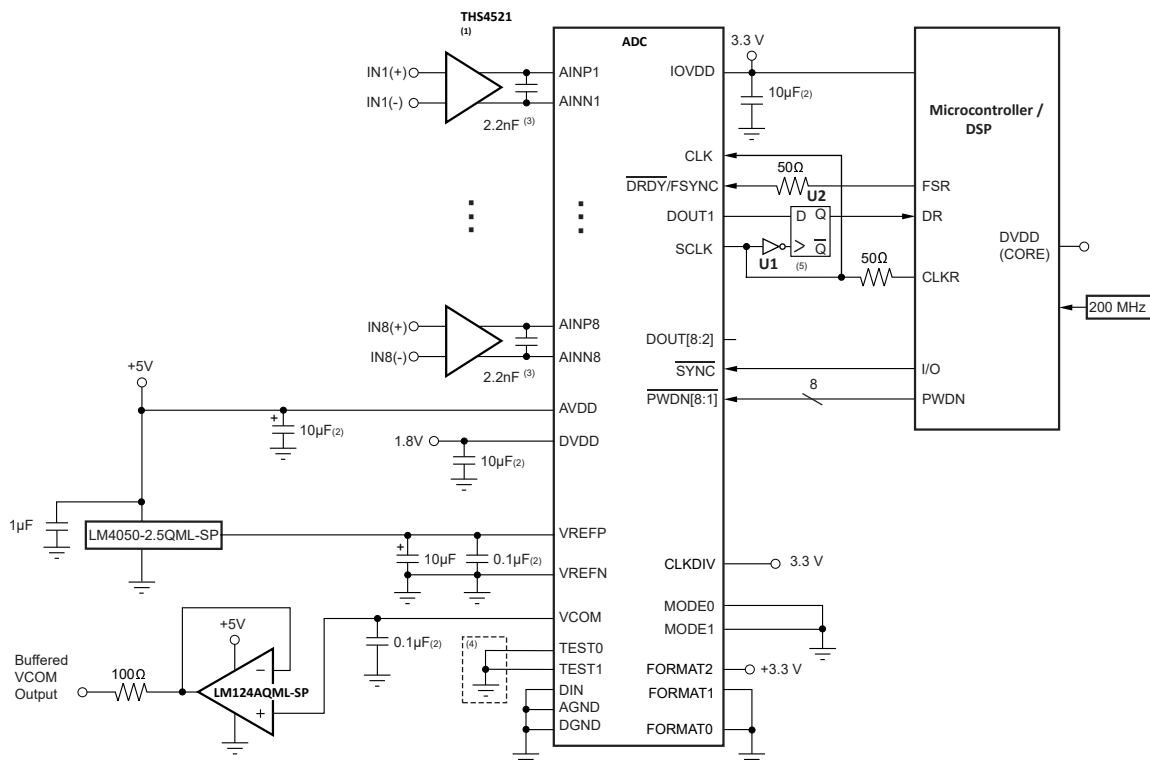 THS4521
(1)
IN1(+)
IN1(-)
2.2nF (3)
IN8(+)
IN8(-)
2.2nF (3)
+5V
+ 10µF(2)
1.8V
10µF(2)
1µF
LM4050-2.5QML-SP
+ 10µF
0.1µF(2)
+5V
0.1µF(2)
Buffered
VCOM
Output
100Ω
−
LM124AQML-SP
+
(4)
ADC
AINP1
AINN1
AINP8
AINN8
AVDD
DVDD
VREFP
VREFN
VCOM
TEST0
TEST1
DIN
AGND
DGND
IOVDD
CLK
DRDY/FSYNC
DOUT1
SCLK
DOUT[8:2]
SYNC
PWDN[8:1]
CLKDIV
MODE0
MODE1
FORMAT2
FORMAT1
FORMAT0
3.3 V
10µF(2)
50Ω
U2
D Q
> Q
U1
(5)
50Ω
8
3.3 V
+3.3 V
Microcontroller /
DSP
FSR
DR
DVDD
(CORE)
CLKR
200 MHz
I/O
PWDN